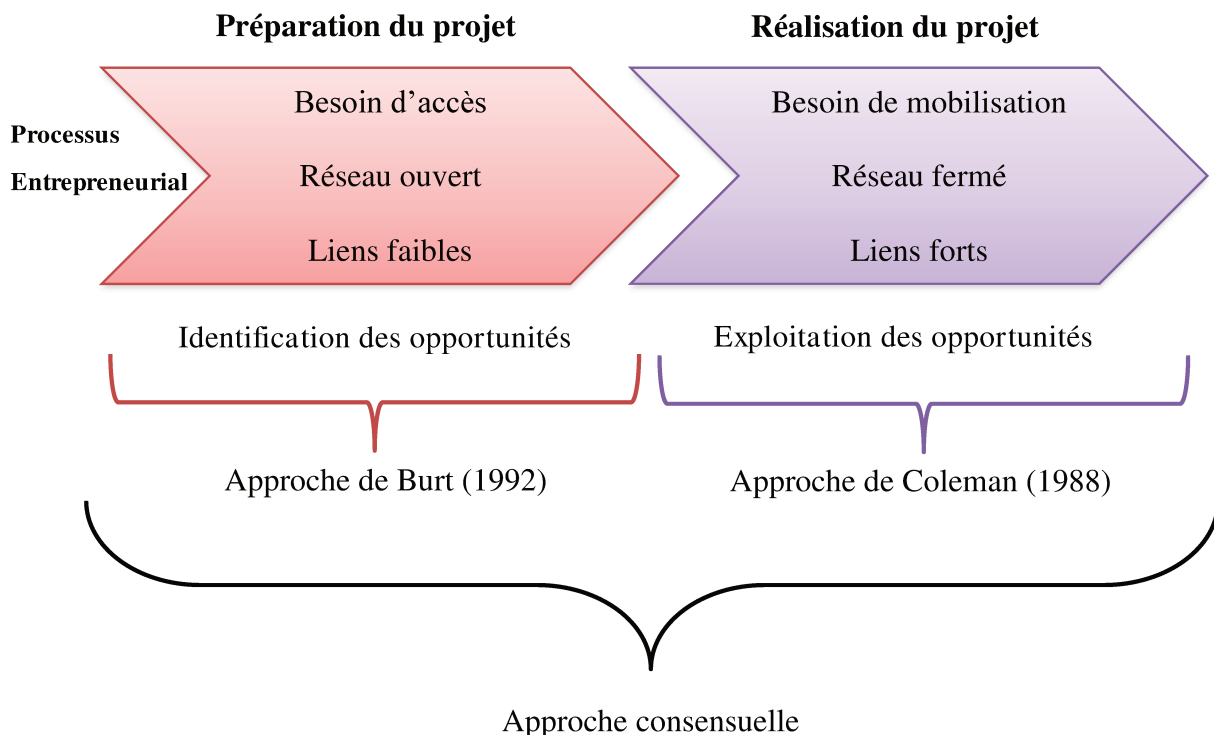 Préparation du projet
Réalisation du projet
Processus
Entrepreneurial
Besoin d’accès
Réseau ouvert
Liens faibles
Besoin de mobilisation
Réseau fermé
Liens forts
Identification des opportunités
Exploitation des opportunités
Approche de Burt (1992)
Approche de Coleman (1988)
Approche consensuelle